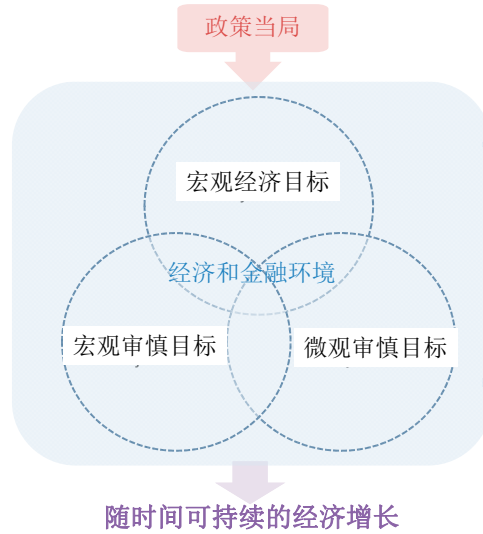 政策当局
宏观经济目标
经济和金融环境
宏观审慎目标
微观审慎目标
随时间可持续的经济增长